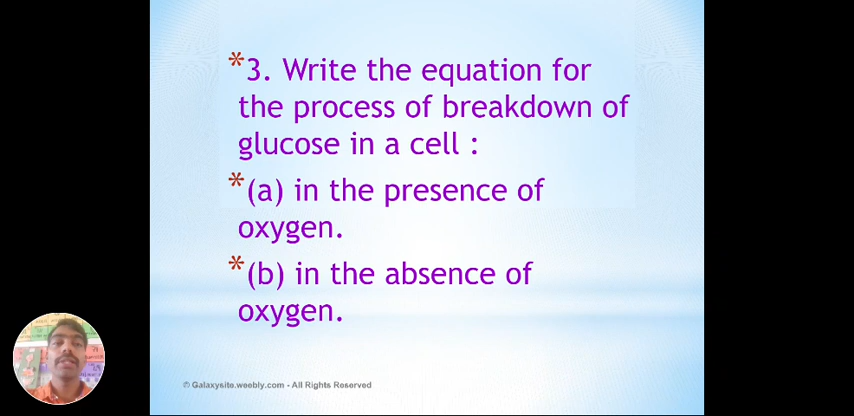 *3. Write the equation for
the process of breakdown of
glucose in a cell :
*(a) in the presence of
oxygen.
*(b) in the absence of
oxygen.
© Galaxysite.weebly.com - All Rights Reserved